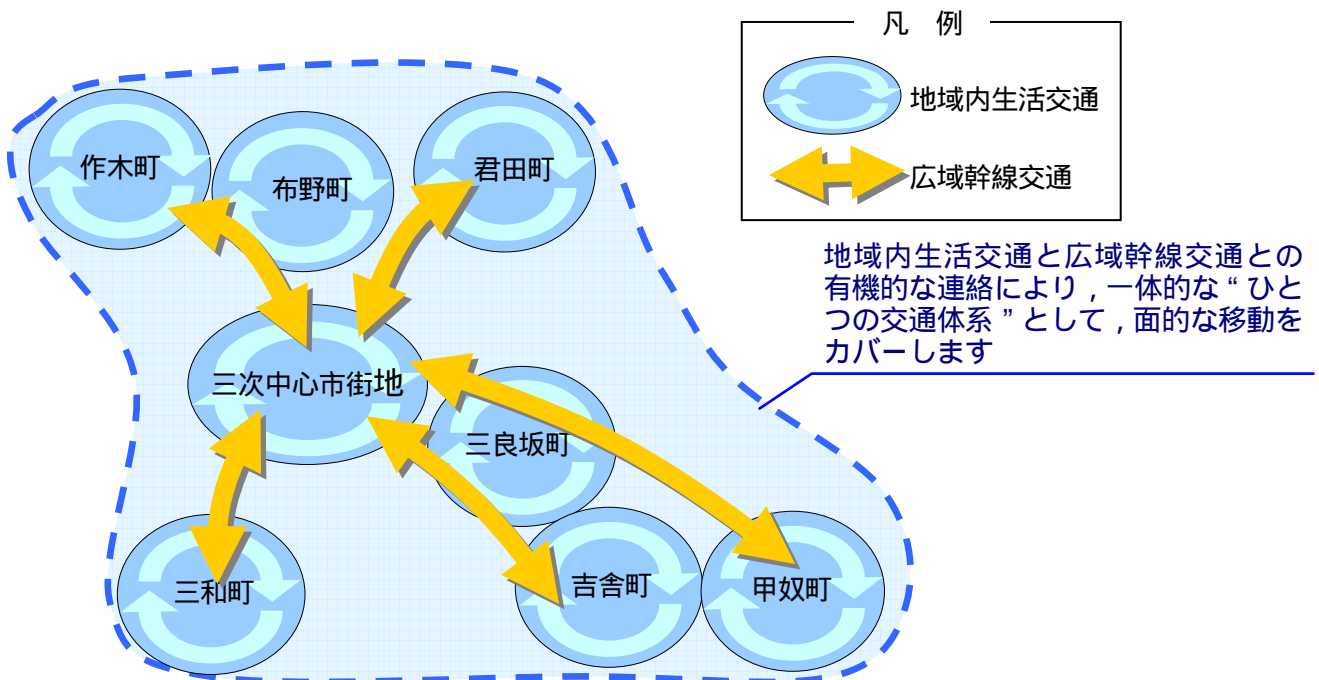 凡 例
地域内生活交通
広域幹線交通
作木町
布野町
君田町
地域内生活交通と広域幹線交通との
有機的な連絡により，一体的な“ひと
つの交通体系”として，面的な移動を
カバーします
三次中心市街地
三良坂町
三和町
吉舎町
甲奴町